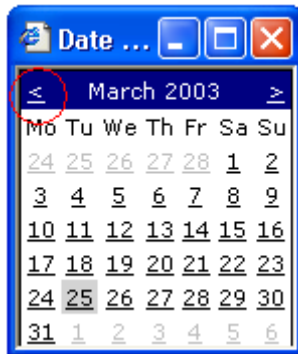 Date ...
< March 2003 >
Mo Tu We Th Fr Sa Su
24 25 26 27 28 1 2
3 4 5 6 7 8 9
10 11 12 13 14 15 16
17 18 19 20 21 22 23
24 25 26 27 28 29 30
31 1 2 3 4 5 6